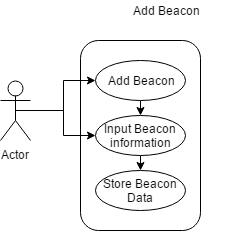 Add Beacon
Add Beacon
Input Beacon
information
Actor
Store Beacon
Data